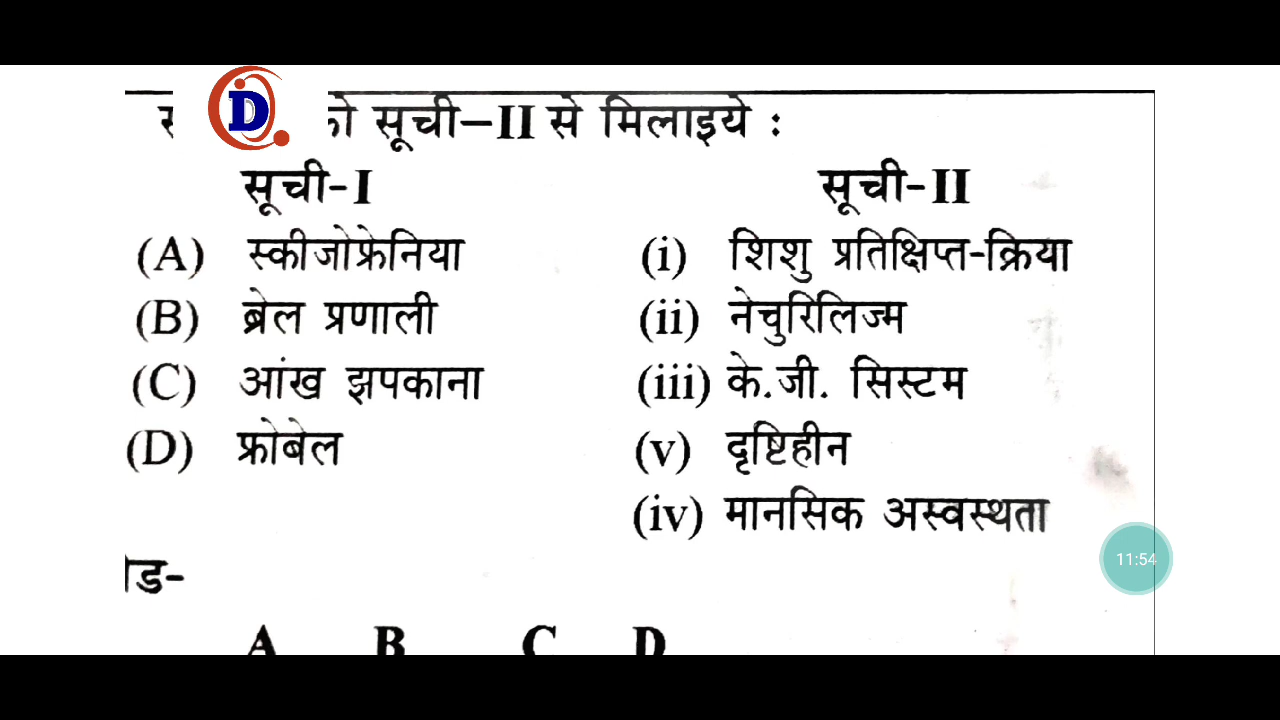 D
को सूची-II से मिलाइये :
सूची-I सूची-II
(A) स्कीजोफ्रेनिया (i) शिशु प्रतिक्षिप्त-क्रिया
(B) ब्रेल प्रणाली (ii) नेचुरिलिज्म
(C) आंख झपकाना (iii) के.जी. सिस्टम
(D) फ्रोबेल (v) दृष्टिहीन
(iv) मानसिक अस्वस्थता
11:54
A B C D